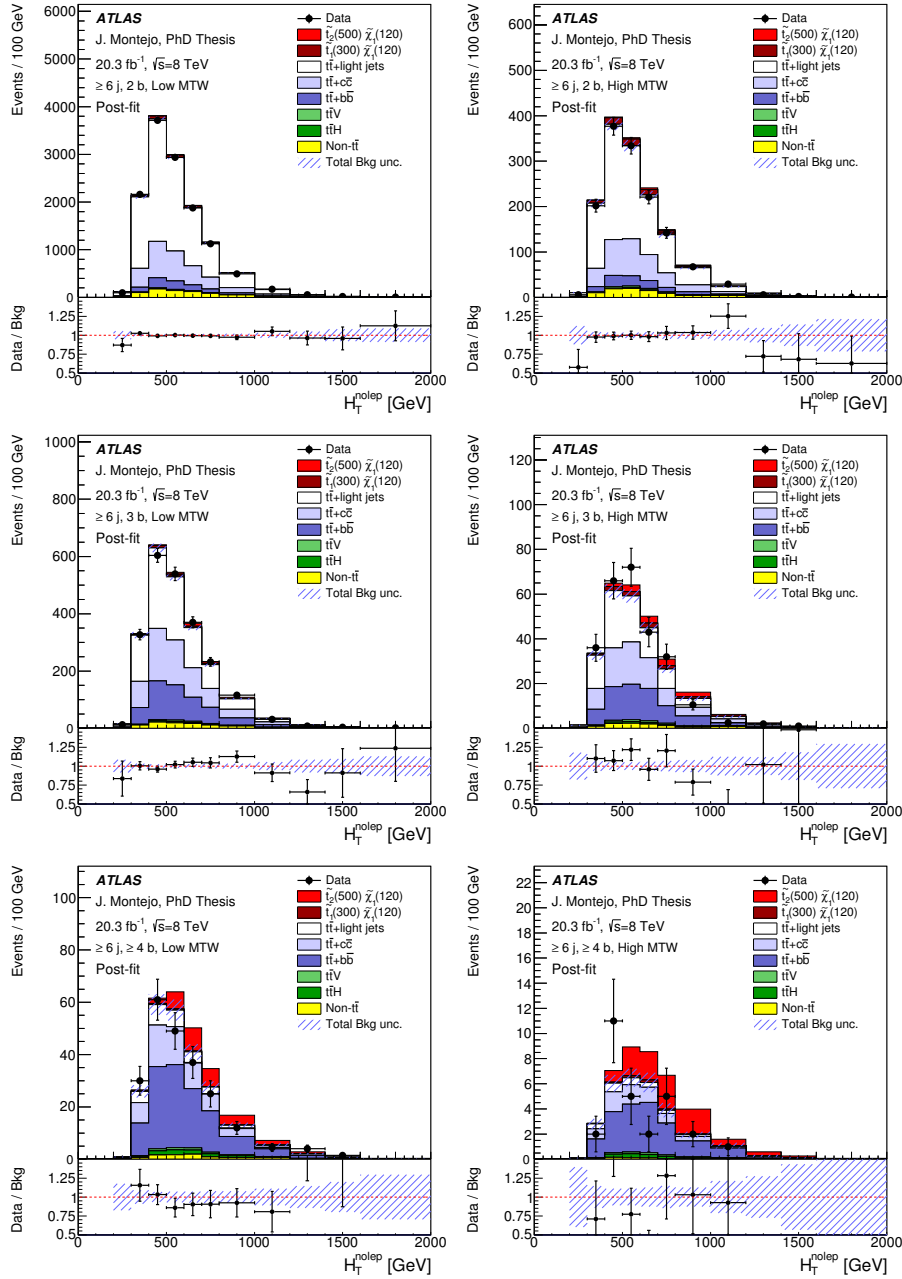 ATLAS
J. Montejo, PhD Thesis
20.3 fb⁻¹, √s=8 TeV
≥ 6 j, 2 b, Low MTW
Post-fit
Data
t̃₂(500) χ̃₁(120)
t̃₁(300) χ̃₁(120)
tt̄+light jets
tt̄+cc̄
tt̄+bb̄
tt̄V
tt̄H
Non-tt̄
Total Bkg unc.
Events / 100 GeV
6000
5000
4000
3000
2000
1000
0
Data / Bkg
1.25
1
0.75
0.5
0 500 1000 1500 2000
H_T^nolep [GeV]
ATLAS
J. Montejo, PhD Thesis
20.3 fb⁻¹, √s=8 TeV
≥ 6 j, 2 b, High MTW
Post-fit
Data
t̃₂(500) χ̃₁(120)
t̃₁(300) χ̃₁(120)
tt̄+light jets
tt̄+cc̄
tt̄+bb̄
tt̄V
tt̄H
Non-tt̄
Total Bkg unc.
Events / 100 GeV
600
500
400
300
200
100
0
Data / Bkg
1.25
1
0.75
0.5
0 500 1000 1500 2000
H_T^nolep [GeV]
ATLAS
J. Montejo, PhD Thesis
20.3 fb⁻¹, √s=8 TeV
≥ 6 j, 3 b, Low MTW
Post-fit
Data
t̃₂(500) χ̃₁(120)
t̃₁(300) χ̃₁(120)
tt̄+light jets
tt̄+cc̄
tt̄+bb̄
tt̄V
tt̄H
Non-tt̄
Total Bkg unc.
Events / 100 GeV
1000
800
600
400
200
0
Data / Bkg
1.25
1
0.75
0.5
0 500 1000 1500 2000
H_T^nolep [GeV]
ATLAS
J. Montejo, PhD Thesis
20.3 fb⁻¹, √s=8 TeV
≥ 6 j, 3 b, High MTW
Post-fit
Data
t̃₂(500) χ̃₁(120)
t̃₁(300) χ̃₁(120)
tt̄+light jets
tt̄+cc̄
tt̄+bb̄
tt̄V
tt̄H
Non-tt̄
Total Bkg unc.
Events / 100 GeV
120
100
80
60
40
20
0
Data / Bkg
1.25
1
0.75
0.5
0 500 1000 1500 2000
H_T^nolep [GeV]
ATLAS
J. Montejo, PhD Thesis
20.3 fb⁻¹, √s=8 TeV
≥ 6 j, ≥ 4 b, Low MTW
Post-fit
Data
t̃₂(500) χ̃₁(120)
t̃₁(300) χ̃₁(120)
tt̄+light jets
tt̄+cc̄
tt̄+bb̄
tt̄V
tt̄H
Non-tt̄
Total Bkg unc.
Events / 100 GeV
100
80
60
40
20
0
Data / Bkg
1.25
1
0.75
0.5
0 500 1000 1500 2000
H_T^nolep [GeV]
ATLAS
J. Montejo, PhD Thesis
20.3 fb⁻¹, √s=8 TeV
≥ 6 j, ≥ 4 b, High MTW
Post-fit
Data
t̃₂(500) χ̃₁(120)
t̃₁(300) χ̃₁(120)
tt̄+light jets
tt̄+cc̄
tt̄+bb̄
tt̄V
tt̄H
Non-tt̄
Total Bkg unc.
Events / 100 GeV
22
20
18
16
14
12
10
8
6
4
2
0
Data / Bkg
1.25
1
0.75
0.5
0 500 1000 1500 2000
H_T^nolep [GeV]